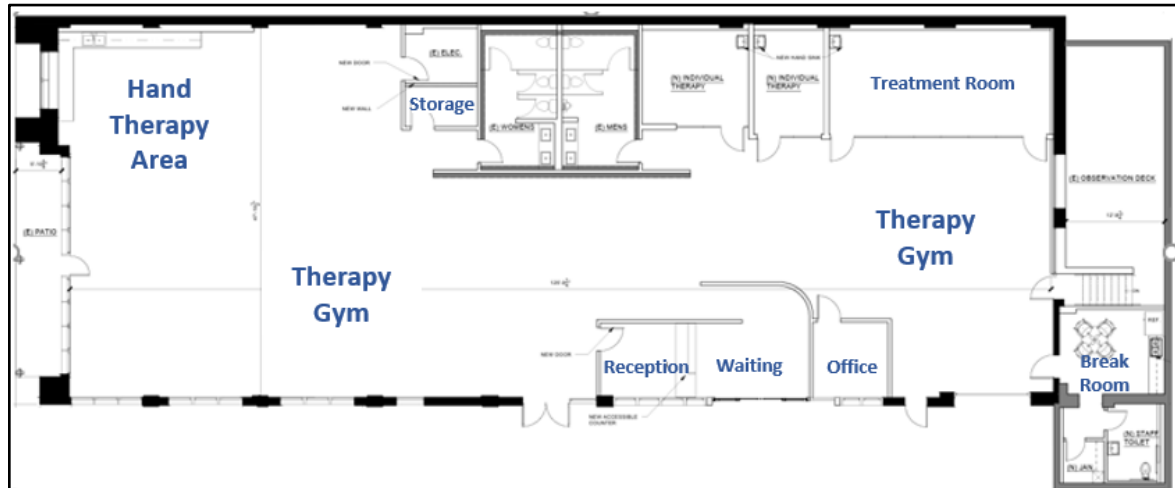 (E) ELEC.
NEW DOOR
NEW WALL
Storage
(E) WOMENS
(E) MENS
(N) INDIVIDUAL
THERAPY
NEW HAND SINK
(N) INDIVIDUAL
THERAPY
Treatment Room
Hand
Therapy
Area
(E) PATIO
(E) OBSERVATION DECK
Therapy
Gym
Therapy
Gym
DN
REF
NEW DOOR
Reception
Waiting
Office
Break
Room
NEW ACCESSIBLE
COUNTER
(N) STAFF
TOILET
(N) JAN.